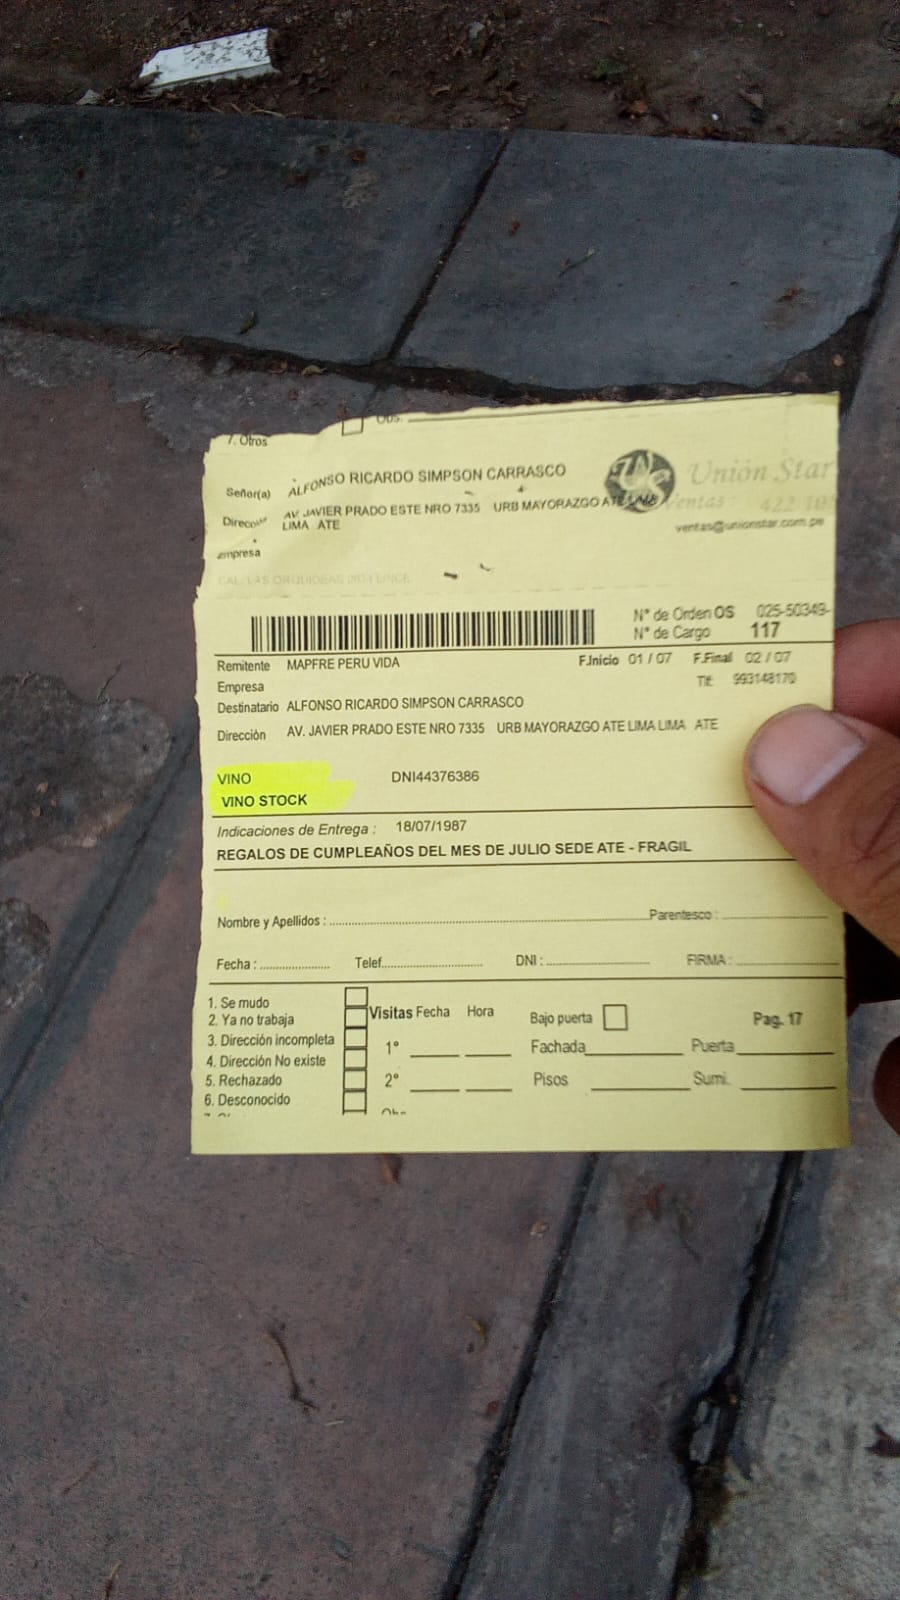 7. Otros
Obs.
Señor(a) ALFONSO RICARDO SIMPSON CARRASCO
Unión Star
Dirección AV. JAVIER PRADO ESTE NRO 7335 URB MAYORAZGO ATE LIMA
LIMA ATE
Ventas : 422
ventas@unionstar.com.pe
Empresa
CAL. LAS ORQUIDEAS LINCE
N° de Orden OS 025-50349-
N° de Cargo 117
Remitente MAPFRE PERU VIDA
F.Inicio 01 / 07 F.Final 02 / 07
Empresa
Tlf: 993148170
Destinatario ALFONSO RICARDO SIMPSON CARRASCO
Dirección AV. JAVIER PRADO ESTE NRO 7335 URB MAYORAZGO ATE LIMA LIMA ATE
VINO DNI44376386
VINO STOCK
Indicaciones de Entrega : 18/07/1987
REGALOS DE CUMPLEAÑOS DEL MES DE JULIO SEDE ATE - FRAGIL
Nombre y Apellidos : Parentesco :
Fecha : Telef. DNI : FIRMA :
1. Se mudo
2. Ya no trabaja
3. Dirección incompleta
4. Dirección No existe
5. Rechazado
6. Desconocido
Visitas Fecha Hora
1°
2°
Bajo puerta
Pag. 17
Fachada Puerta
Pisos Sumi.